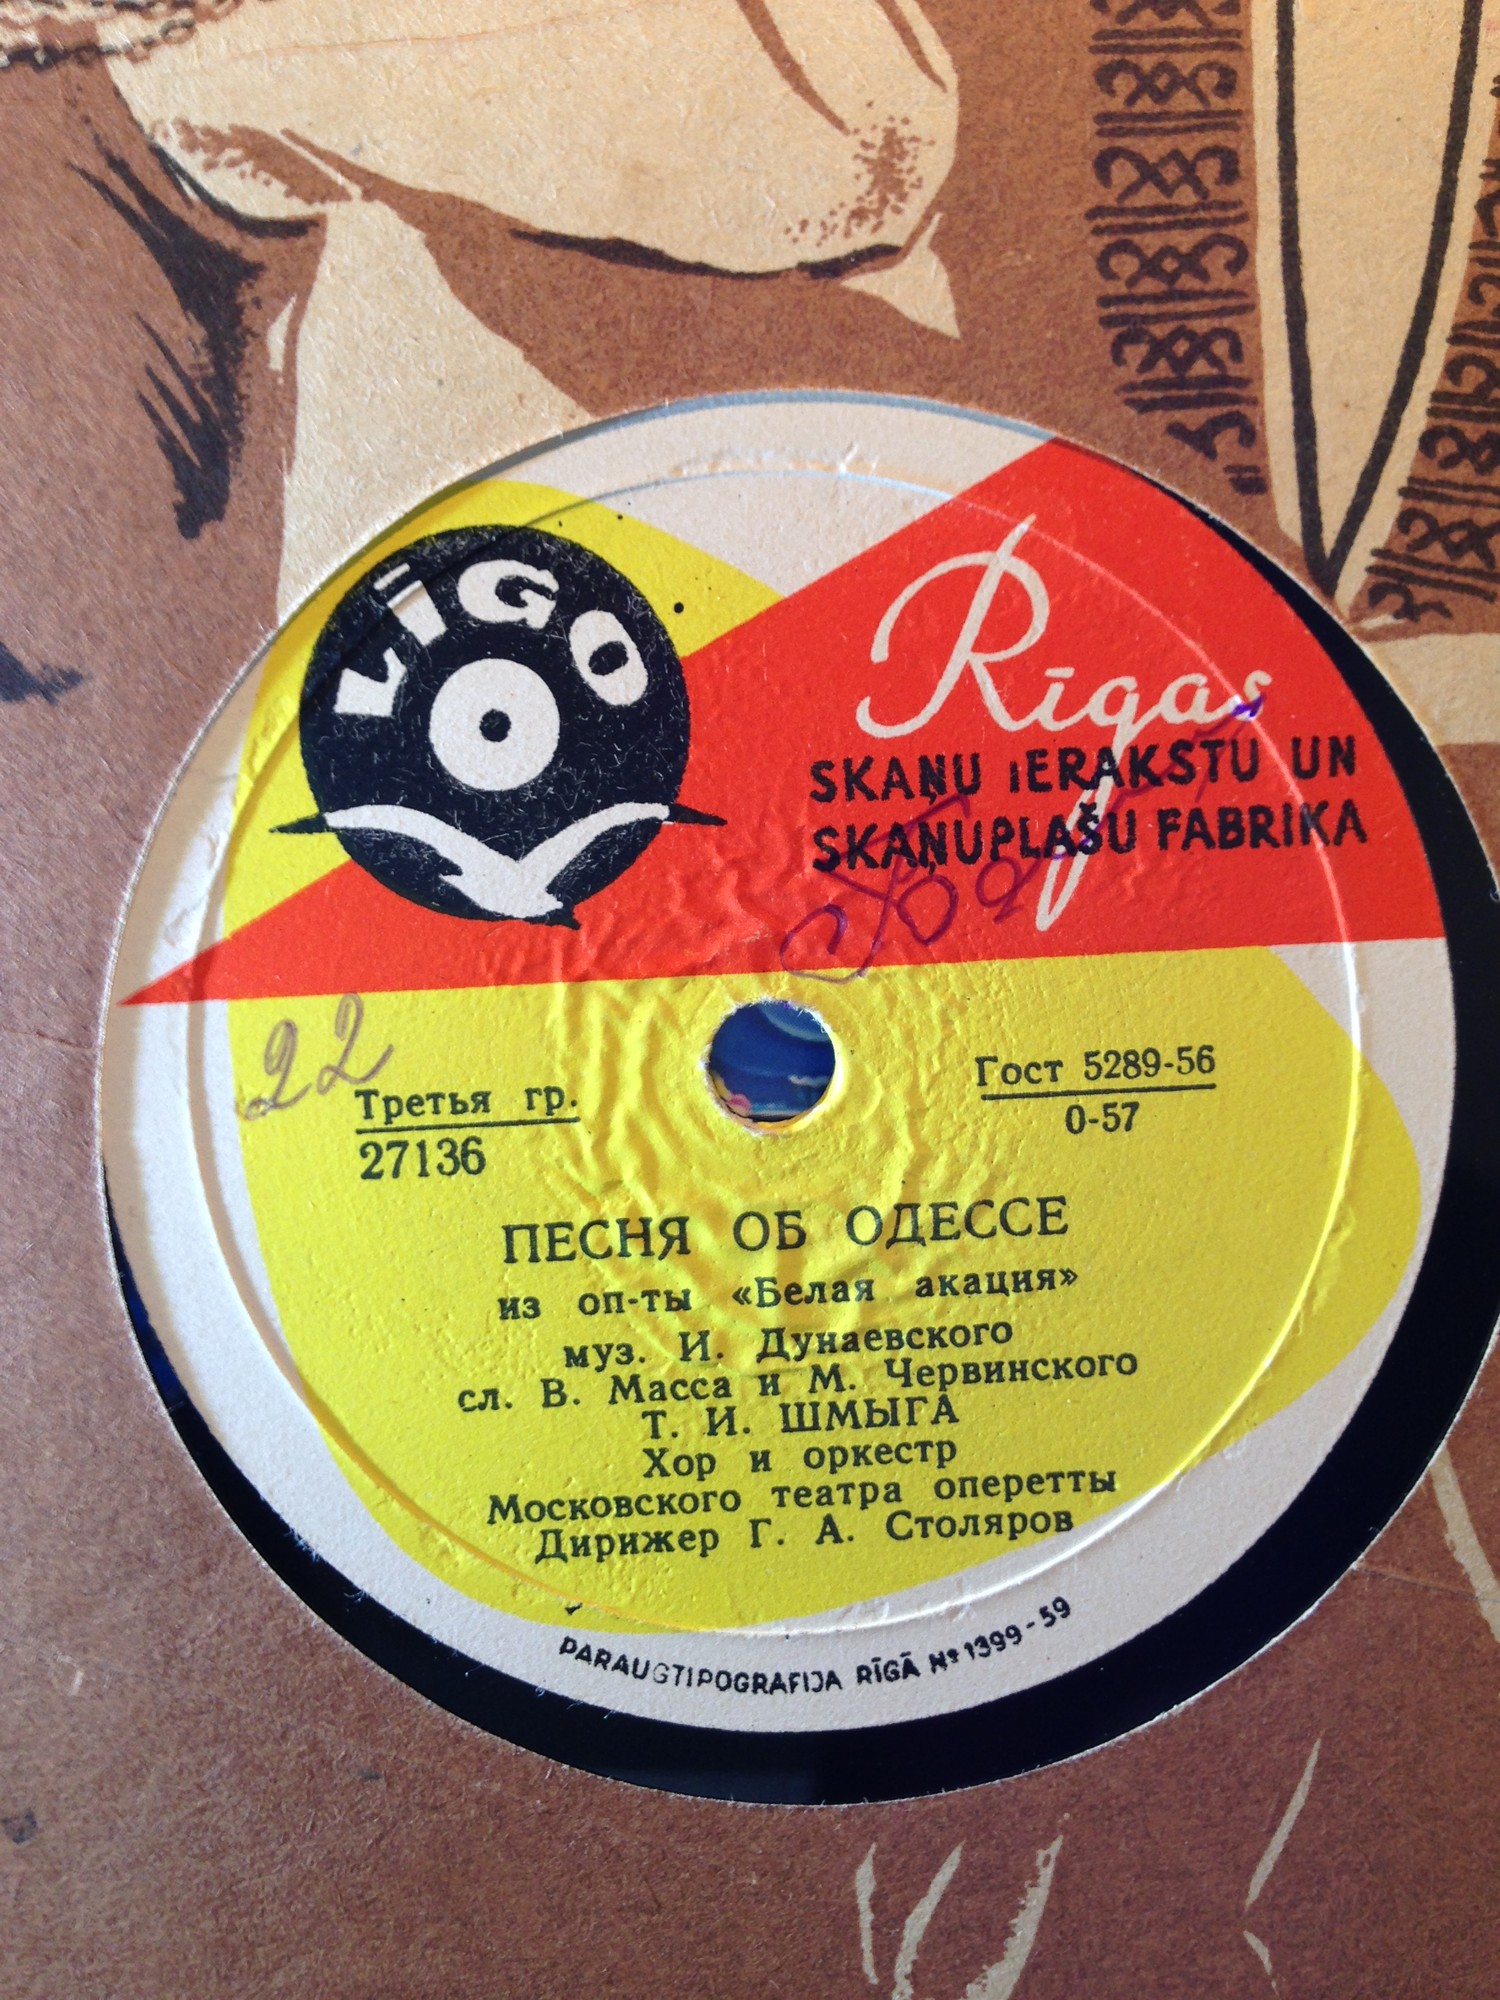 LĪGO
Rīgas
SKAŅU IERAKSTU UN
SKAŅUPLAŠU FABRIKA
22
Третья гр.
27136
Гост 5289-56
0-57
ПЕСНЯ ОБ ОДЕССЕ
из оп-ты «Белая акация»
муз. И. Дунаевского
сл. В. Масса и М. Червинского
Т. И. ШМЫГА
Хор и оркестр
Московского театра оперетты
Дирижер Г. А. Столяров
PARAUGTIPOGRAFIJA RĪGĀ № 1399-59